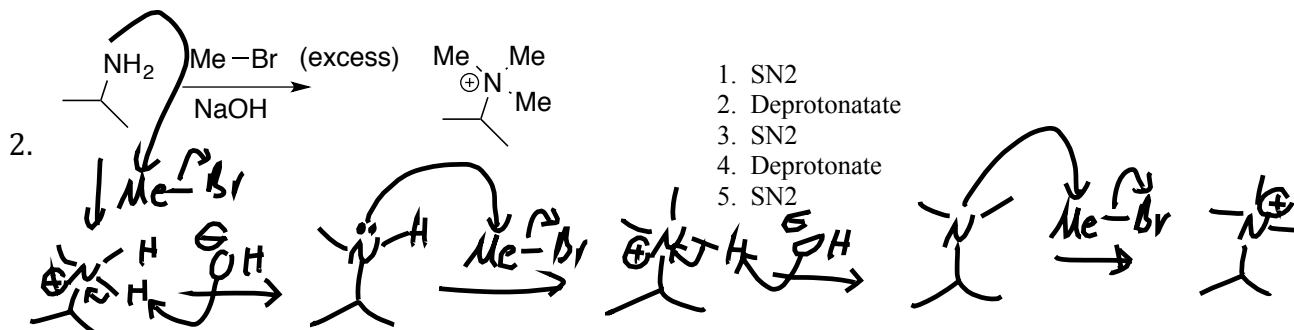 NH2
Me–Br (excess)
NaOH
Me Me
⊕N
Me
1. SN2
2. Deprotonatate
3. SN2
4. Deprotonate
5. SN2
2.
Me–Br
⊕N H
H
⊖OH
N̈ H
Me–Br
⊕N H
⊖OH
N
Me–Br
N⊕